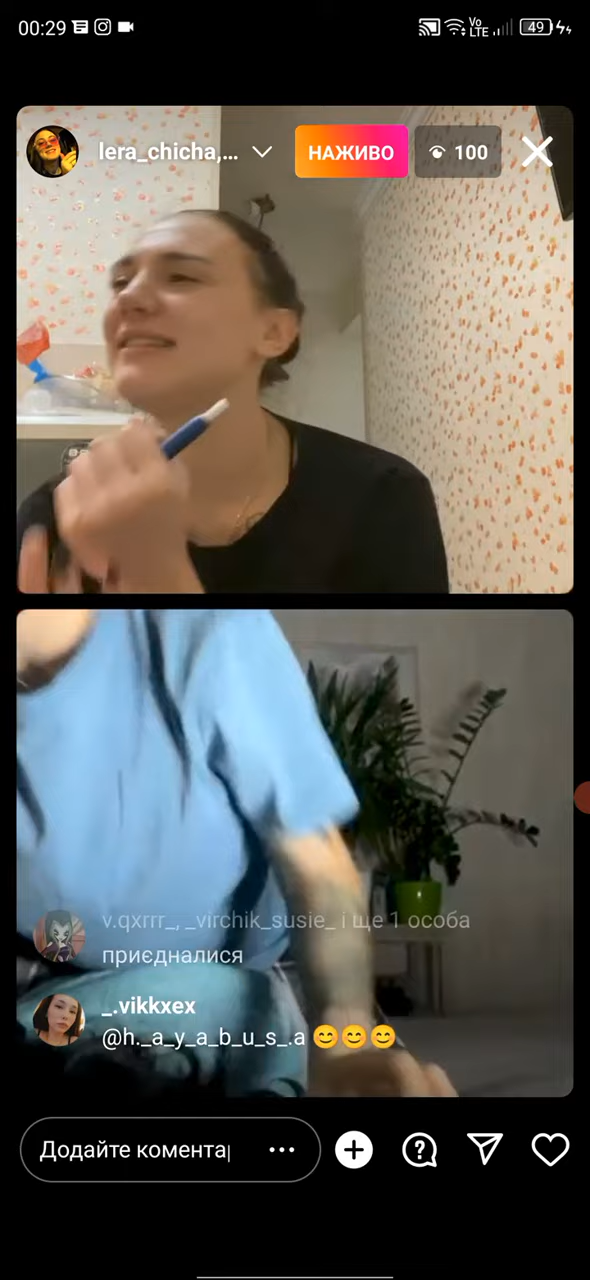 00:29
Vo
LTE
49
lera_chicha,...
НАЖИВО
100
v.qxrrr_, _virchik_susie_ і ще 1 особа
приєдналися
_.vikkxex
@h._a_y_a_b_u_s_.a 😊😊😊
Додайте комента